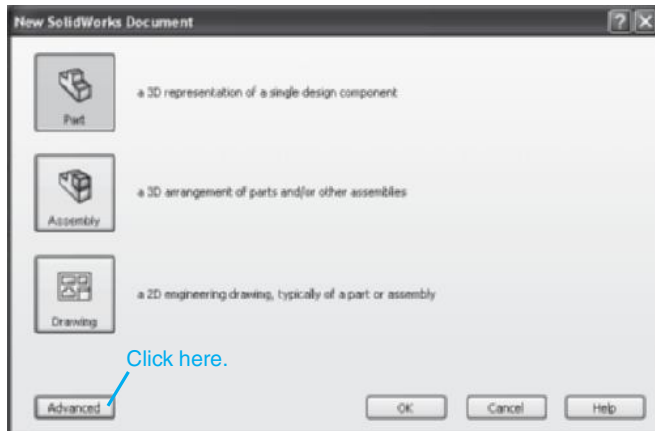 New SolidWorks Document
Part
a 3D representation of a single design component
Assembly
a 3D arrangement of parts and/or other assemblies
Drawing
a 2D engineering drawing, typically of a part or assembly
Click here.
Advanced
OK
Cancel
Help